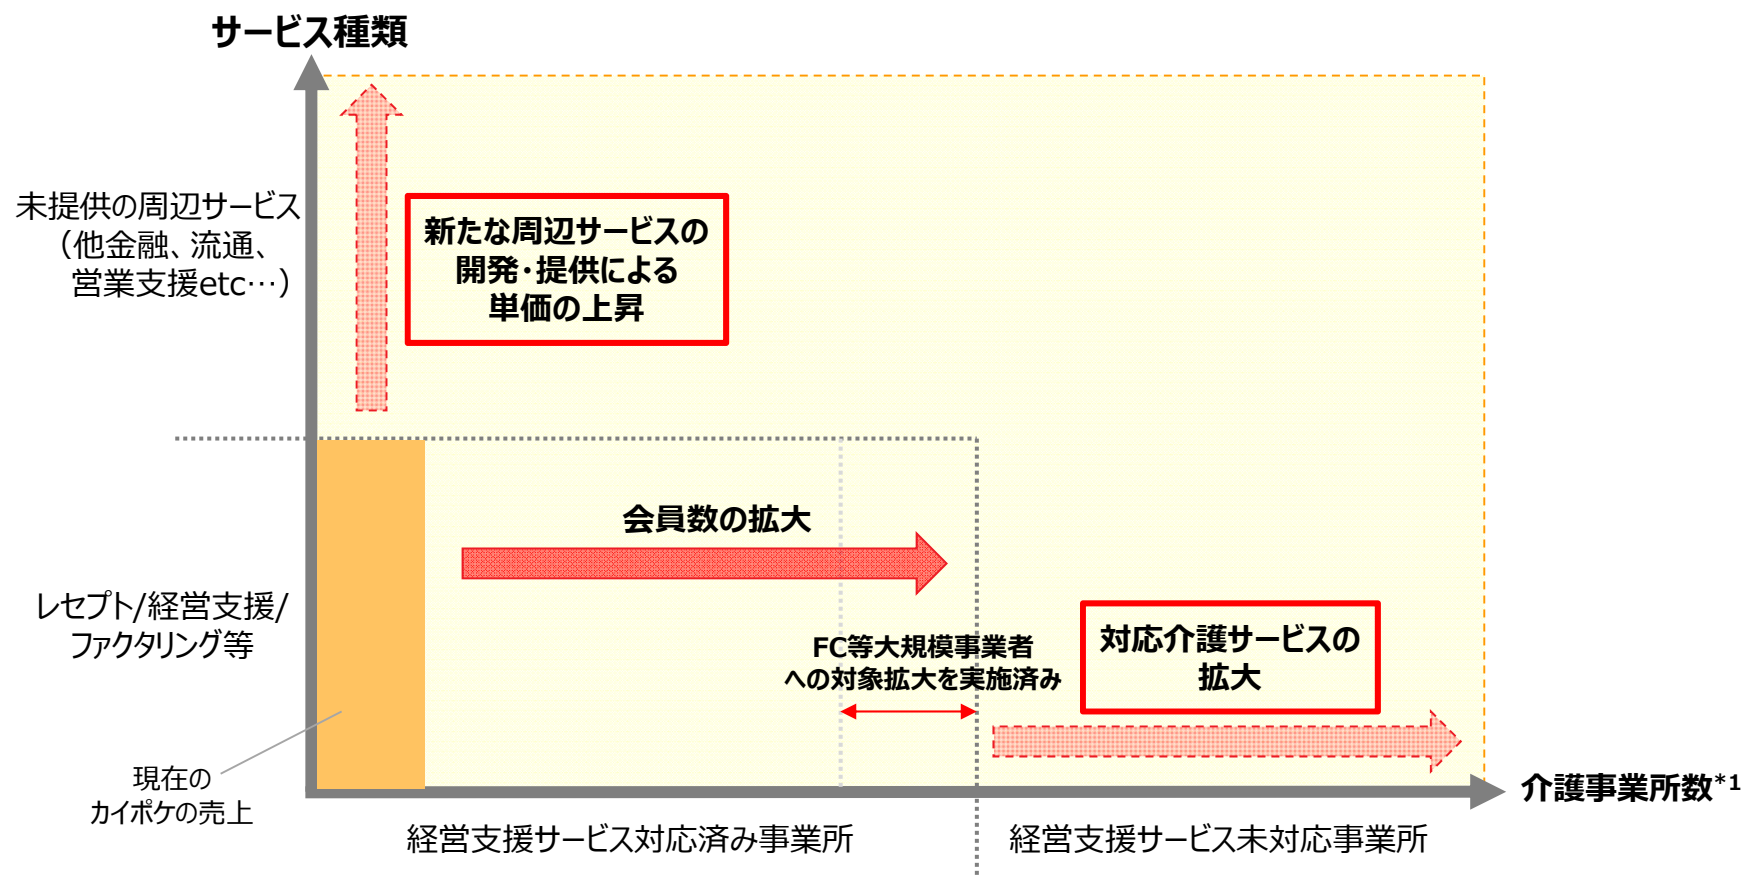 サービス種類
未提供の周辺サービス
（他金融、流通、
営業支援etc…）
新たな周辺サービスの
開発・提供による
単価の上昇
会員数の拡大
レセプト/経営支援/
ファクタリング等
FC等大規模事業者
への対象拡大を実施済み
対応介護サービスの
拡大
現在の
カイポケの売上
介護事業所数*1
経営支援サービス対応済み事業所
経営支援サービス未対応事業所